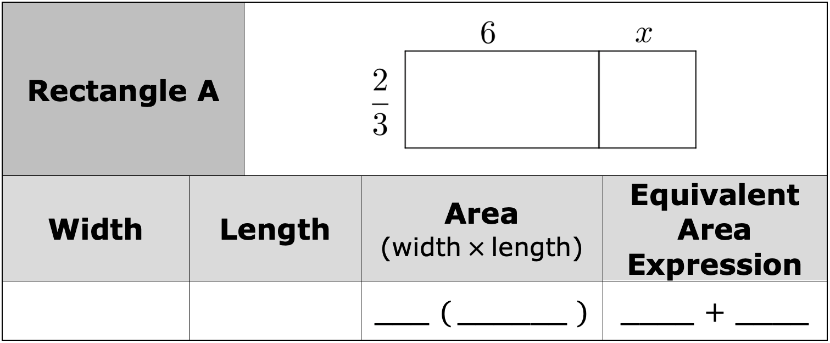 Rectangle A
6 x
2
3
Width
Length
Area
(width × length)
Equivalent
Area
Expression
___ ( ______ )
____ + ____